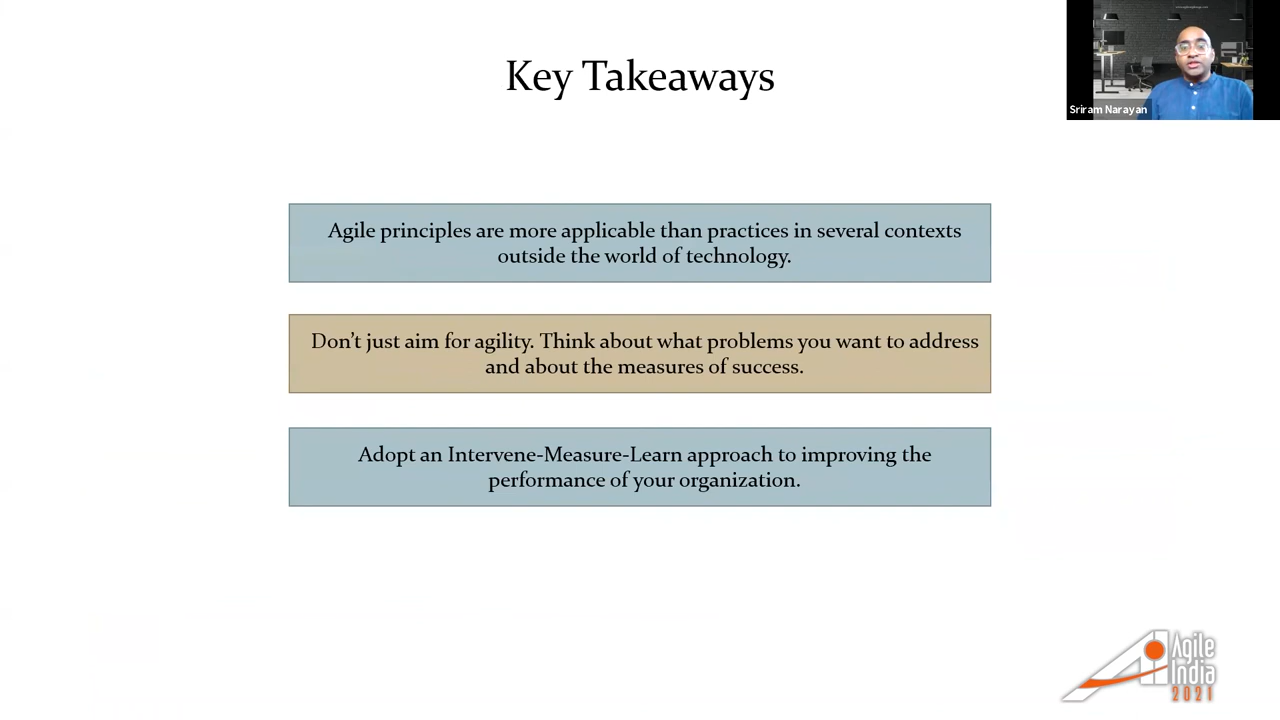 Key Takeaways
Sriram Narayan
Agile principles are more applicable than practices in several contexts
outside the world of technology.
Don't just aim for agility. Think about what problems you want to address
and about the measures of success.
Adopt an Intervene-Measure-Learn approach to improving the
performance of your organization.
Agile
India
2021